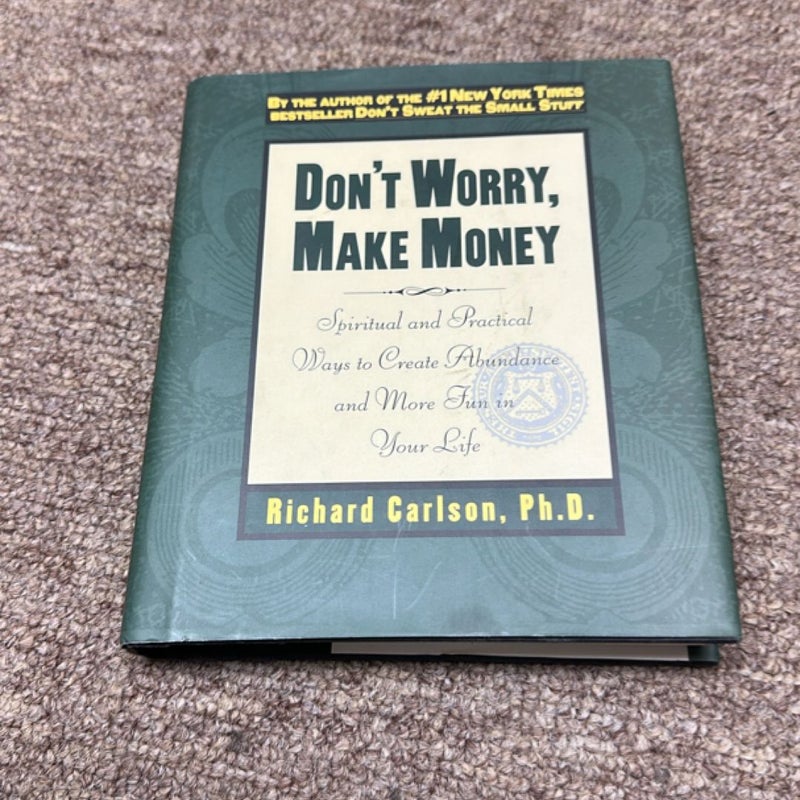 BY THE AUTHOR OF THE #1 NEW YORK TIMES
BESTSELLER DON'T SWEAT THE SMALL STUFF
DON'T WORRY,
MAKE MONEY
Spiritual and Practical
Ways to Create Abundance
and More Fun in
Your Life
Richard Carlson, Ph.D.